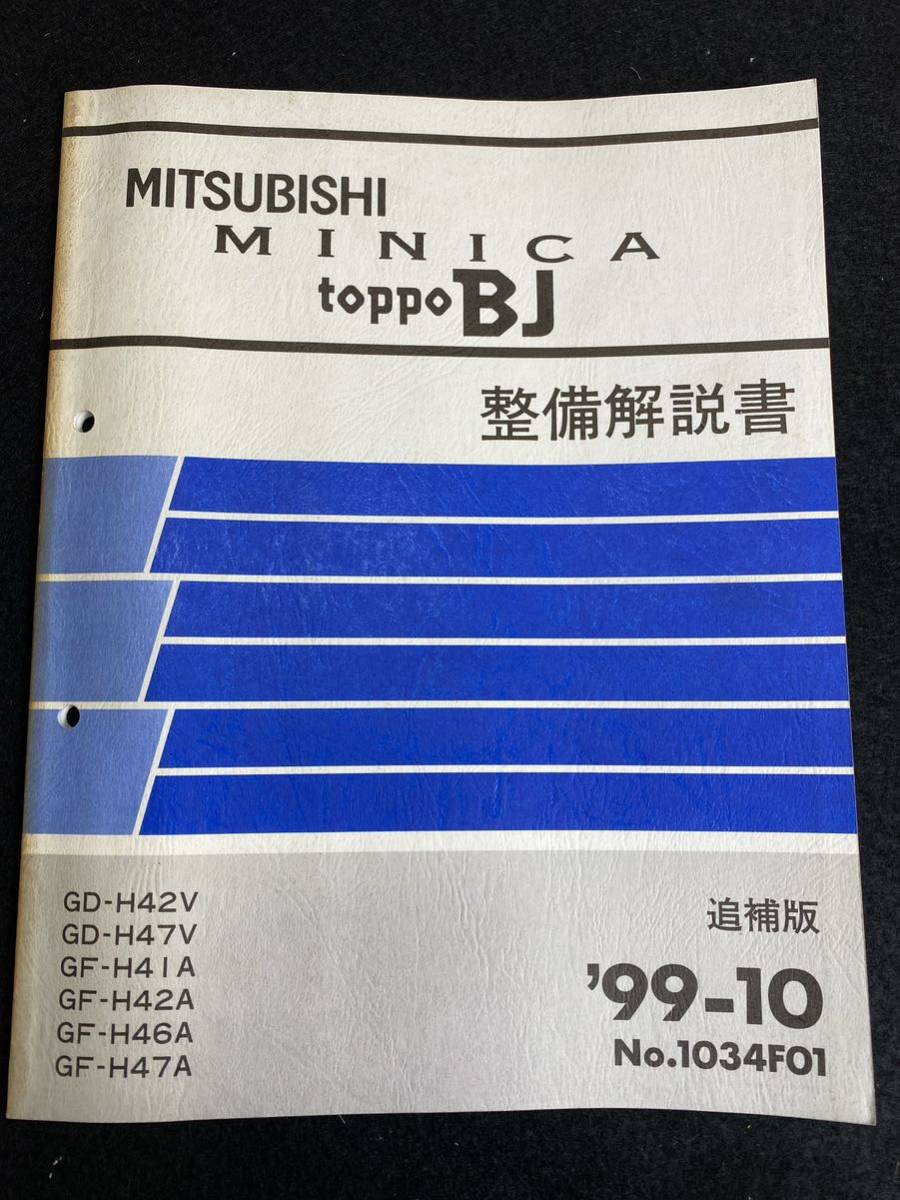 MITSUBISHI
MINICA
toppo BJ
整備解説書
GD-H42V
GD-H47V
GF-H41A
GF-H42A
GF-H46A
GF-H47A
追補版
'99-10
No.1034F01